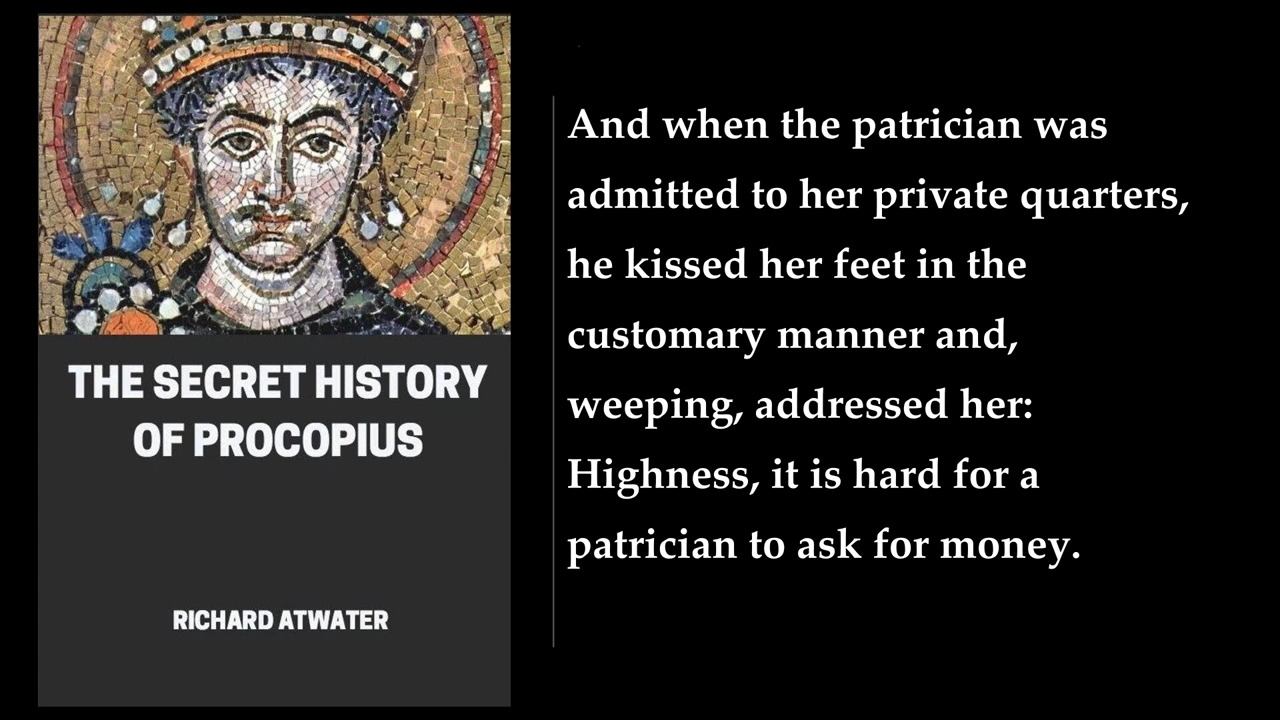 THE SECRET HISTORY
OF PROCOPIUS
RICHARD ATWATER
And when the patrician was
admitted to her private quarters,
he kissed her feet in the
customary manner and,
weeping, addressed her:
Highness, it is hard for a
patrician to ask for money.